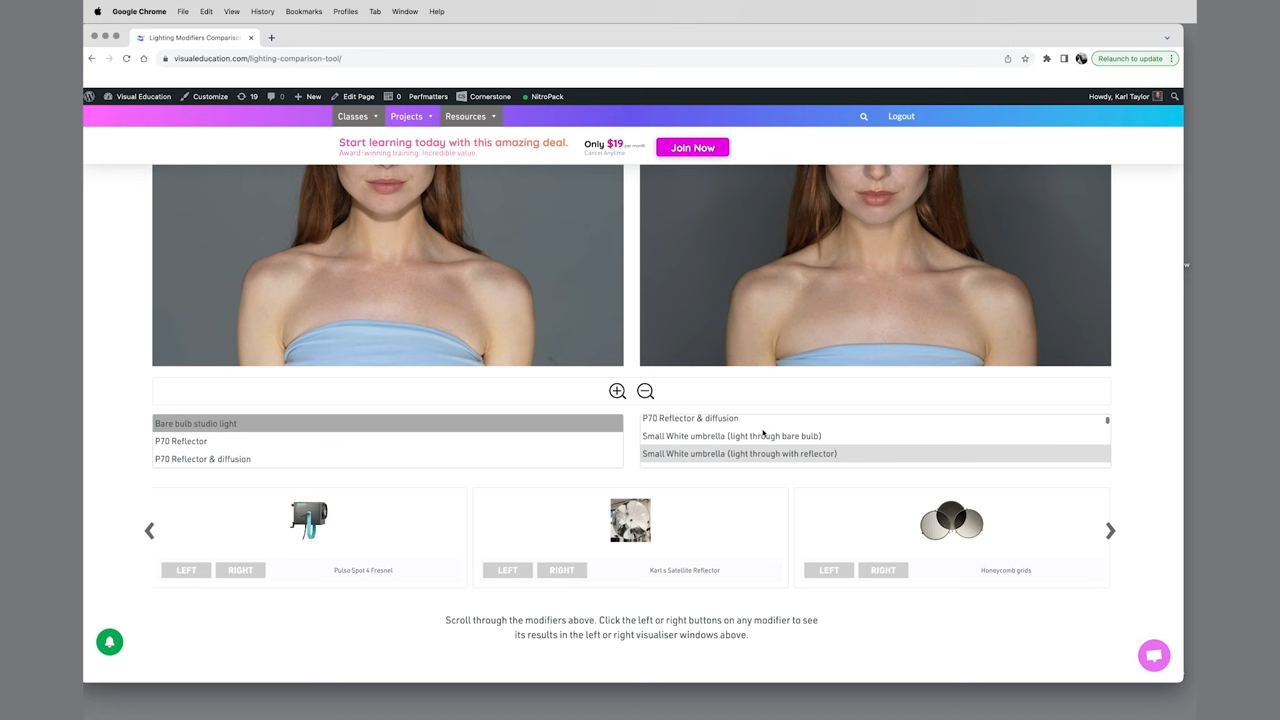 Google Chrome File Edit View History Bookmarks Profiles Tab Window Help
Lighting Modifiers Comparison
visualeducation.com/lighting-comparison-tool/
Relaunch to update
Visual Education Customize 19 0 New Edit Page 0 Perfmatters Cornerstone NitroPack Howdy, Karl Taylor
Classes Projects Resources Logout
Start learning today with this amazing deal.
Award-winning training. Incredible value.
Only $19 per month
Cancel Anytime
Join Now
Bare bulb studio light
P70 Reflector
P70 Reflector & diffusion
P70 Reflector & diffusion
Small White umbrella (light through bare bulb)
Small White umbrella (light through with reflector)
LEFT RIGHT Pulso Spot 4 Fresnel
LEFT RIGHT Karl s Satellite Reflector
LEFT RIGHT Honeycomb grids
Scroll through the modifiers above. Click the left or right buttons on any modifier to see
its results in the left or right visualiser windows above.